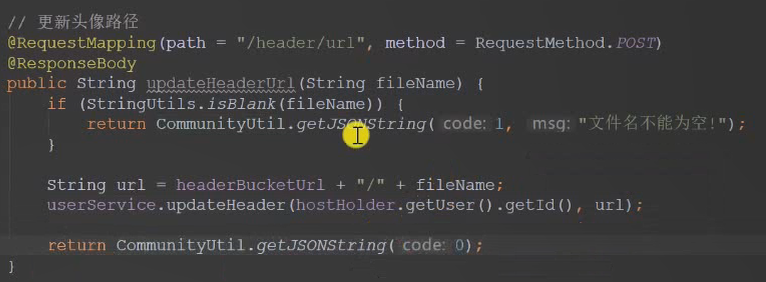 // 更新头像路径
@RequestMapping(path = "/header/url", method = RequestMethod.POST)
@ResponseBody
public String updateHeaderUrl(String fileName) {
if (StringUtils.isBlank(fileName)) {
return CommunityUtil.getJSONString( code: 1, msg: "文件名不能为空!");
}
String url = headerBucketUrl + "/" + fileName;
userService.updateHeader(hostHolder.getUser().getId(), url);
return CommunityUtil.getJSONString( code: 0);
}